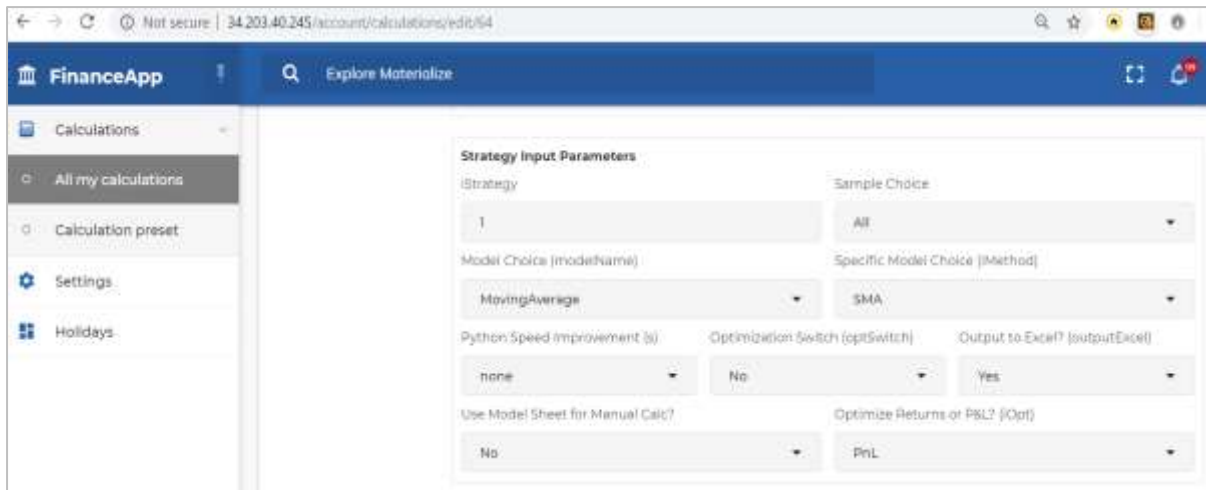 Not secure | 34.203.40.245/account/calculations/edit/64
FinanceApp
Explore Materialize
Calculations
All my calculations
Calculation preset
Settings
Holidays
Strategy Input Parameters
iStrategy
Sample Choice
1
All
Model Choice (modelName)
Specific Model Choice (iMethod)
MovingAverage
SMA
Python Speed Improvement (s)
Optimization Switch (optSwitch)
Output to Excel? (outputExcel)
none
No
Yes
Use Model Sheet for Manual Calc?
Optimize Returns or P&L? (iOpt)
No
PnL